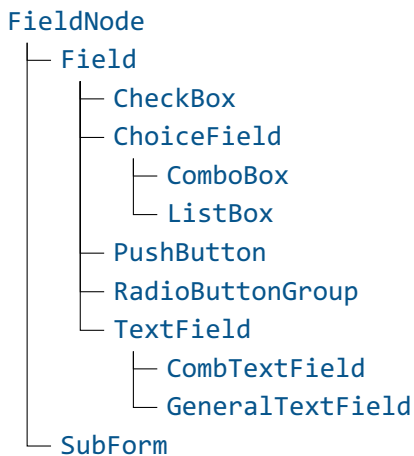 FieldNode
Field
CheckBox
ChoiceField
ComboBox
ListBox
PushButton
RadioButtonGroup
TextField
CombTextField
GeneralTextField
SubForm